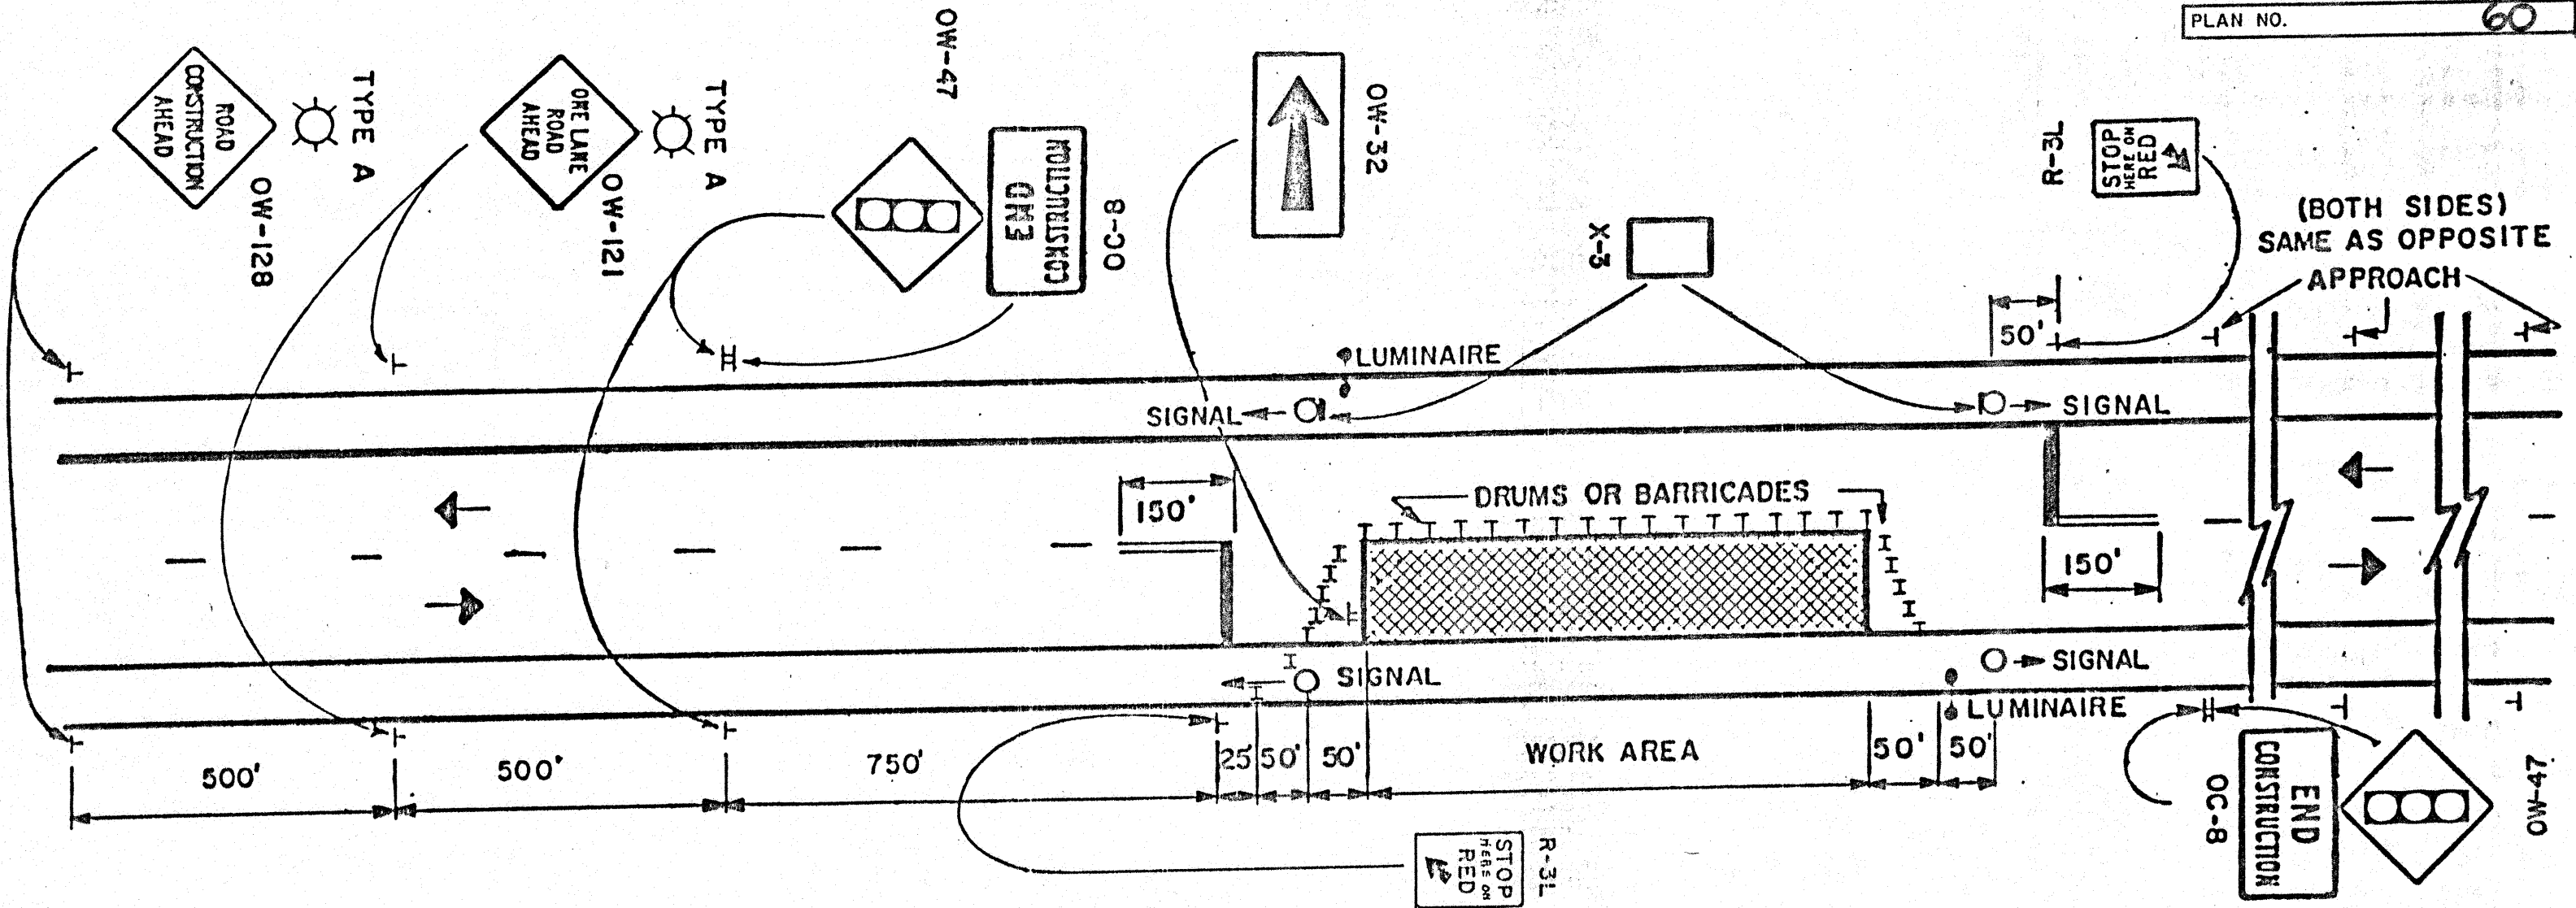 PLAN NO. 60
ROAD
CONSTRUCTION
AHEAD
OW-128
TYPE A
ONE LANE
ROAD
AHEAD
OW-121
TYPE A
OW-47
END
CONSTRUCTION
OC-8
OW-32
X-3
R-3L
STOP
HERE ON
RED
(BOTH SIDES)
SAME AS OPPOSITE
APPROACH
50'
LUMINAIRE
SIGNAL
SIGNAL
150'
DRUMS OR BARRICADES
150'
SIGNAL
SIGNAL
LUMINAIRE
500'
500'
750'
25'
50'
50'
WORK AREA
50'
50'
STOP
HERE ON
RED
R-3L
END
CONSTRUCTION
OC-8
OW-47